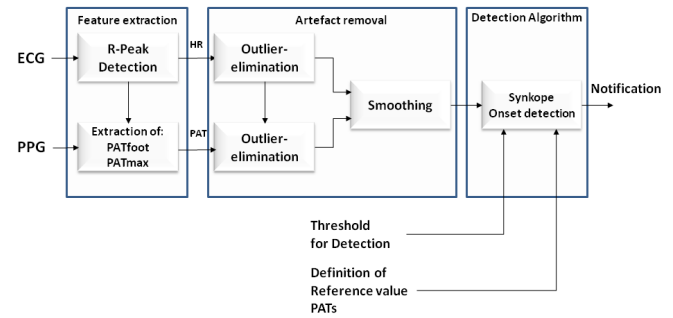 Feature extraction
Artefact removal
Detection Algorithm
ECG
R-Peak
Detection
HR
Outlier-
elimination
Smoothing
Synkope
Onset detection
Notification
PPG
Extraction of:
PATfoot
PATmax
PAT
Outlier-
elimination
Threshold
for Detection
Definition of
Reference value
PATs